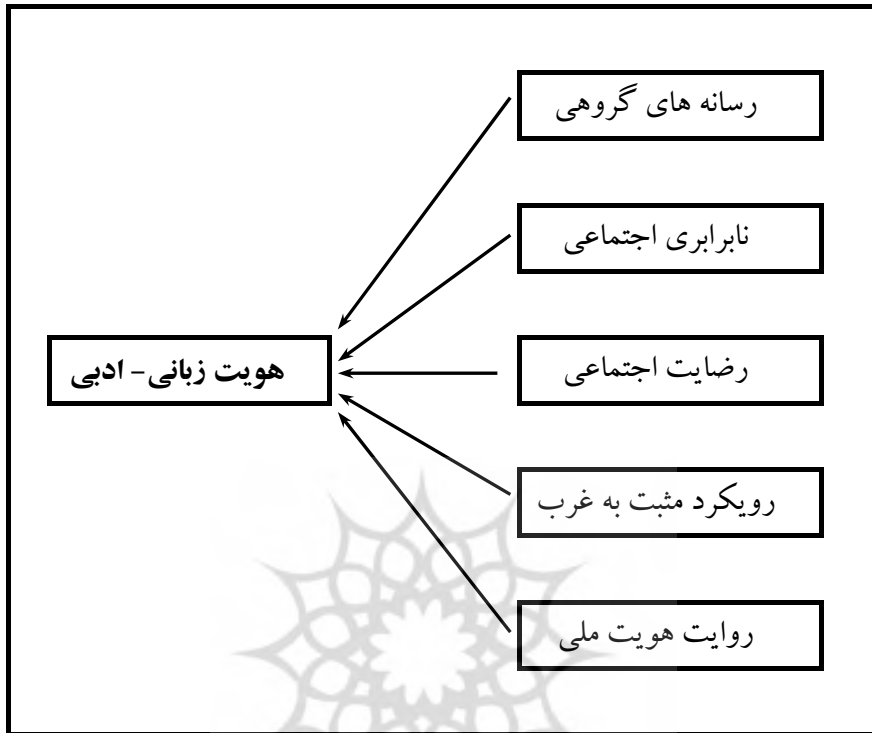 رسانه های گروهی
نابرابری اجتماعی
هویت زبانی- ادبی
رضایت اجتماعی
رویکرد مثبت به غرب
روایت هویت ملی